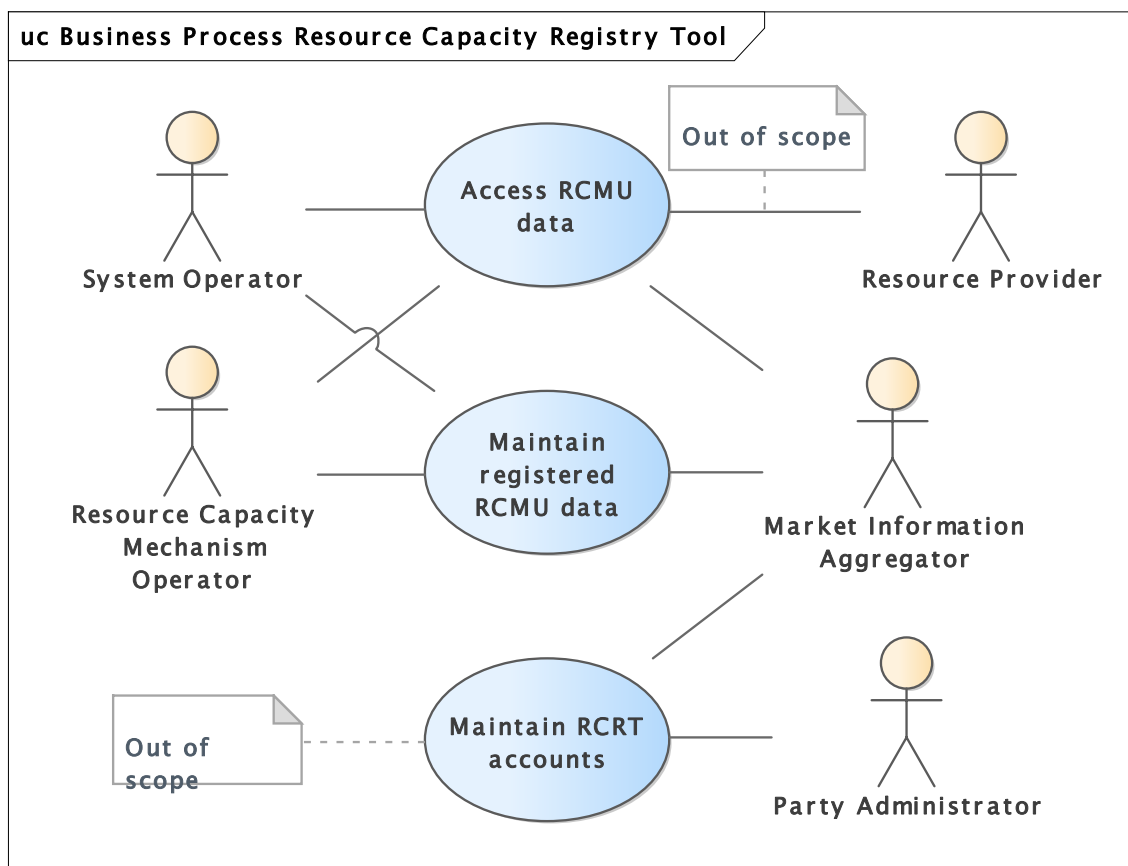 uc Business Process Resource Capacity Registry Tool
Out of scope
Access RCMU
data
System Operator
Resource Provider
Maintain
registered
RCMU data
Resource Capacity
Mechanism
Operator
Market Information
Aggregator
Out of
scope
Maintain RCRT
accounts
Party Administrator